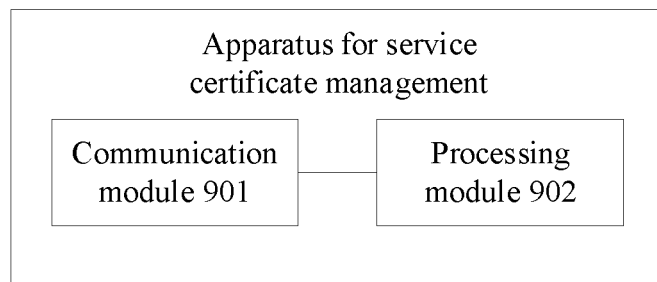 Apparatus for service
certificate management
Communication
module 901
Processing
module 902